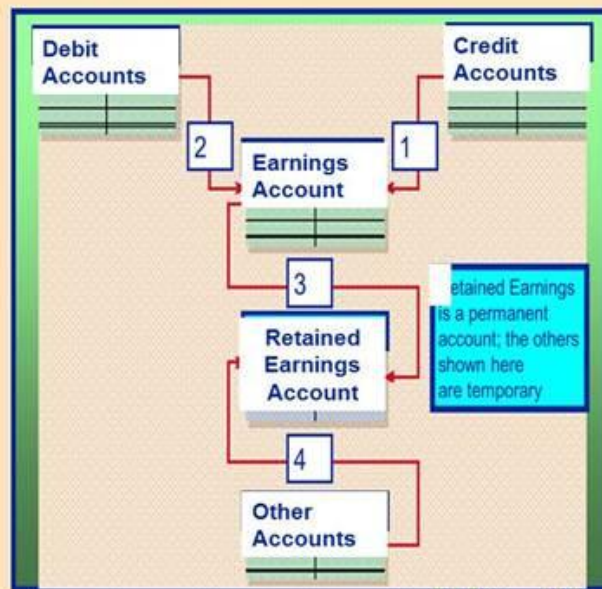 Debit
Accounts
Credit
Accounts
2
1
Earnings
Account
3
etained Earnings
is a permanent
account; the others
shown here
are temporary
Retained
Earnings
Account
4
Other
Accounts